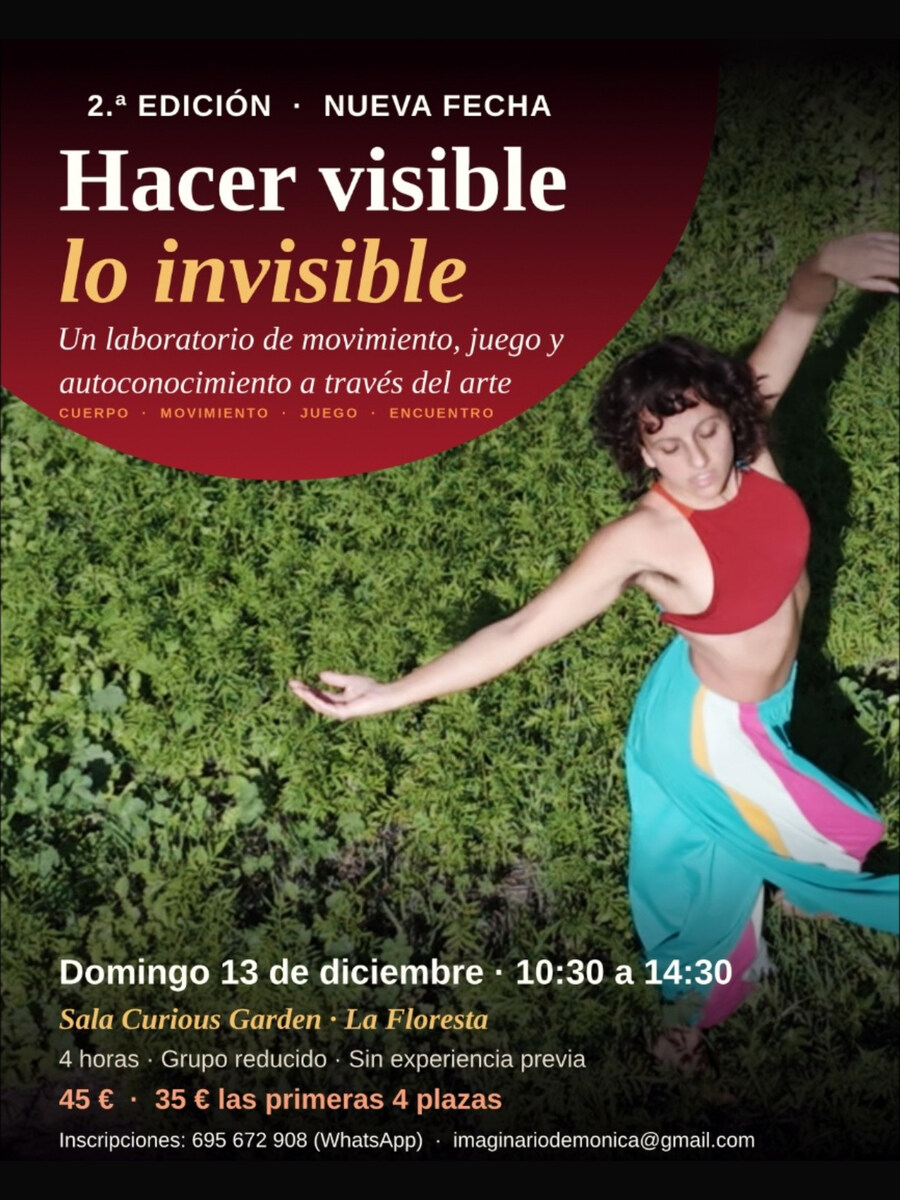 2.ª EDICIÓN · NUEVA FECHA
Hacer visible
lo invisible
Un laboratorio de movimiento, juego y
autoconocimiento a través del arte
CUERPO · MOVIMIENTO · JUEGO · ENCUENTRO
Domingo 13 de diciembre · 10:30 a 14:30
Sala Curious Garden · La Floresta
4 horas · Grupo reducido · Sin experiencia previa
45 € · 35 € las primeras 4 plazas
Inscripciones: 695 672 908 (WhatsApp) · imaginariodemonica@gmail.com